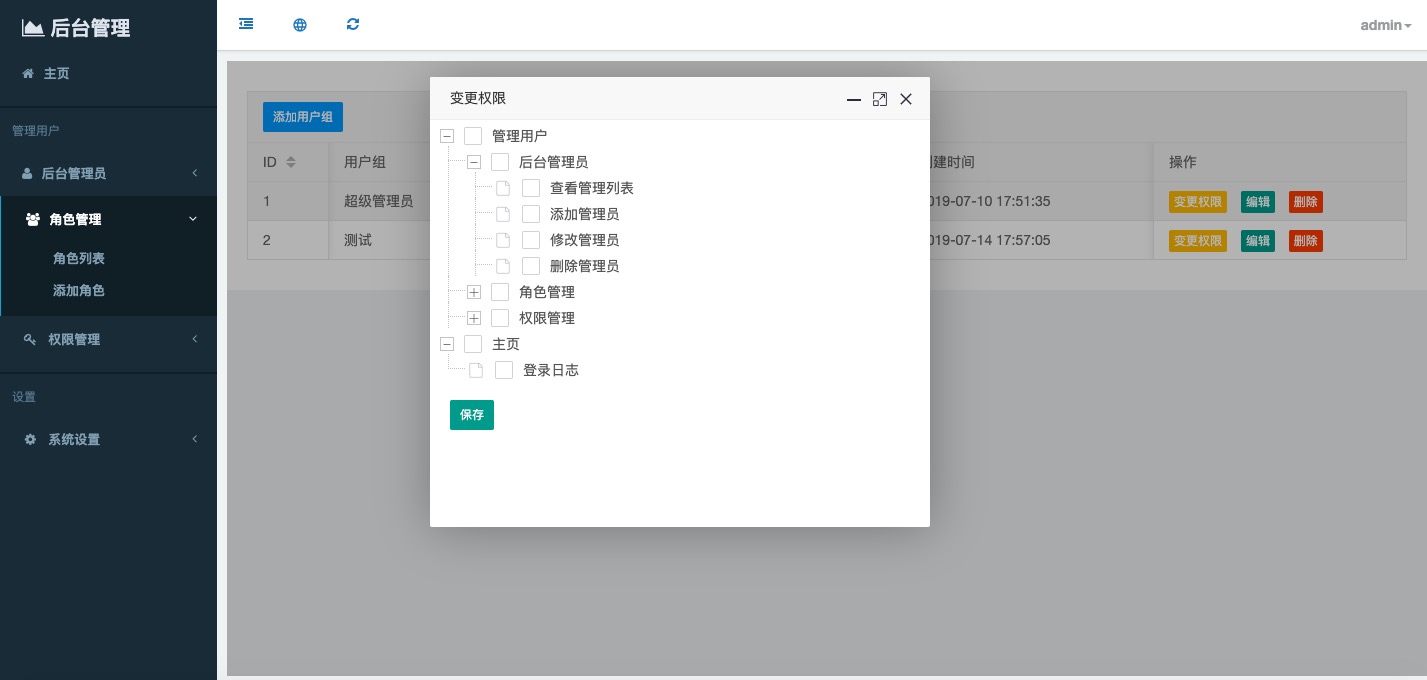 后台管理
主页
管理用户
后台管理员
角色管理
角色列表
添加角色
权限管理
设置
系统设置
admin
添加用户组
ID 用户组 建时间 操作
1 超级管理员 19-07-10 17:51:35 变更权限 编辑 删除
2 测试 19-07-14 17:57:05 变更权限 编辑 删除
变更权限
管理用户
后台管理员
查看管理列表
添加管理员
修改管理员
删除管理员
角色管理
权限管理
主页
登录日志
保存